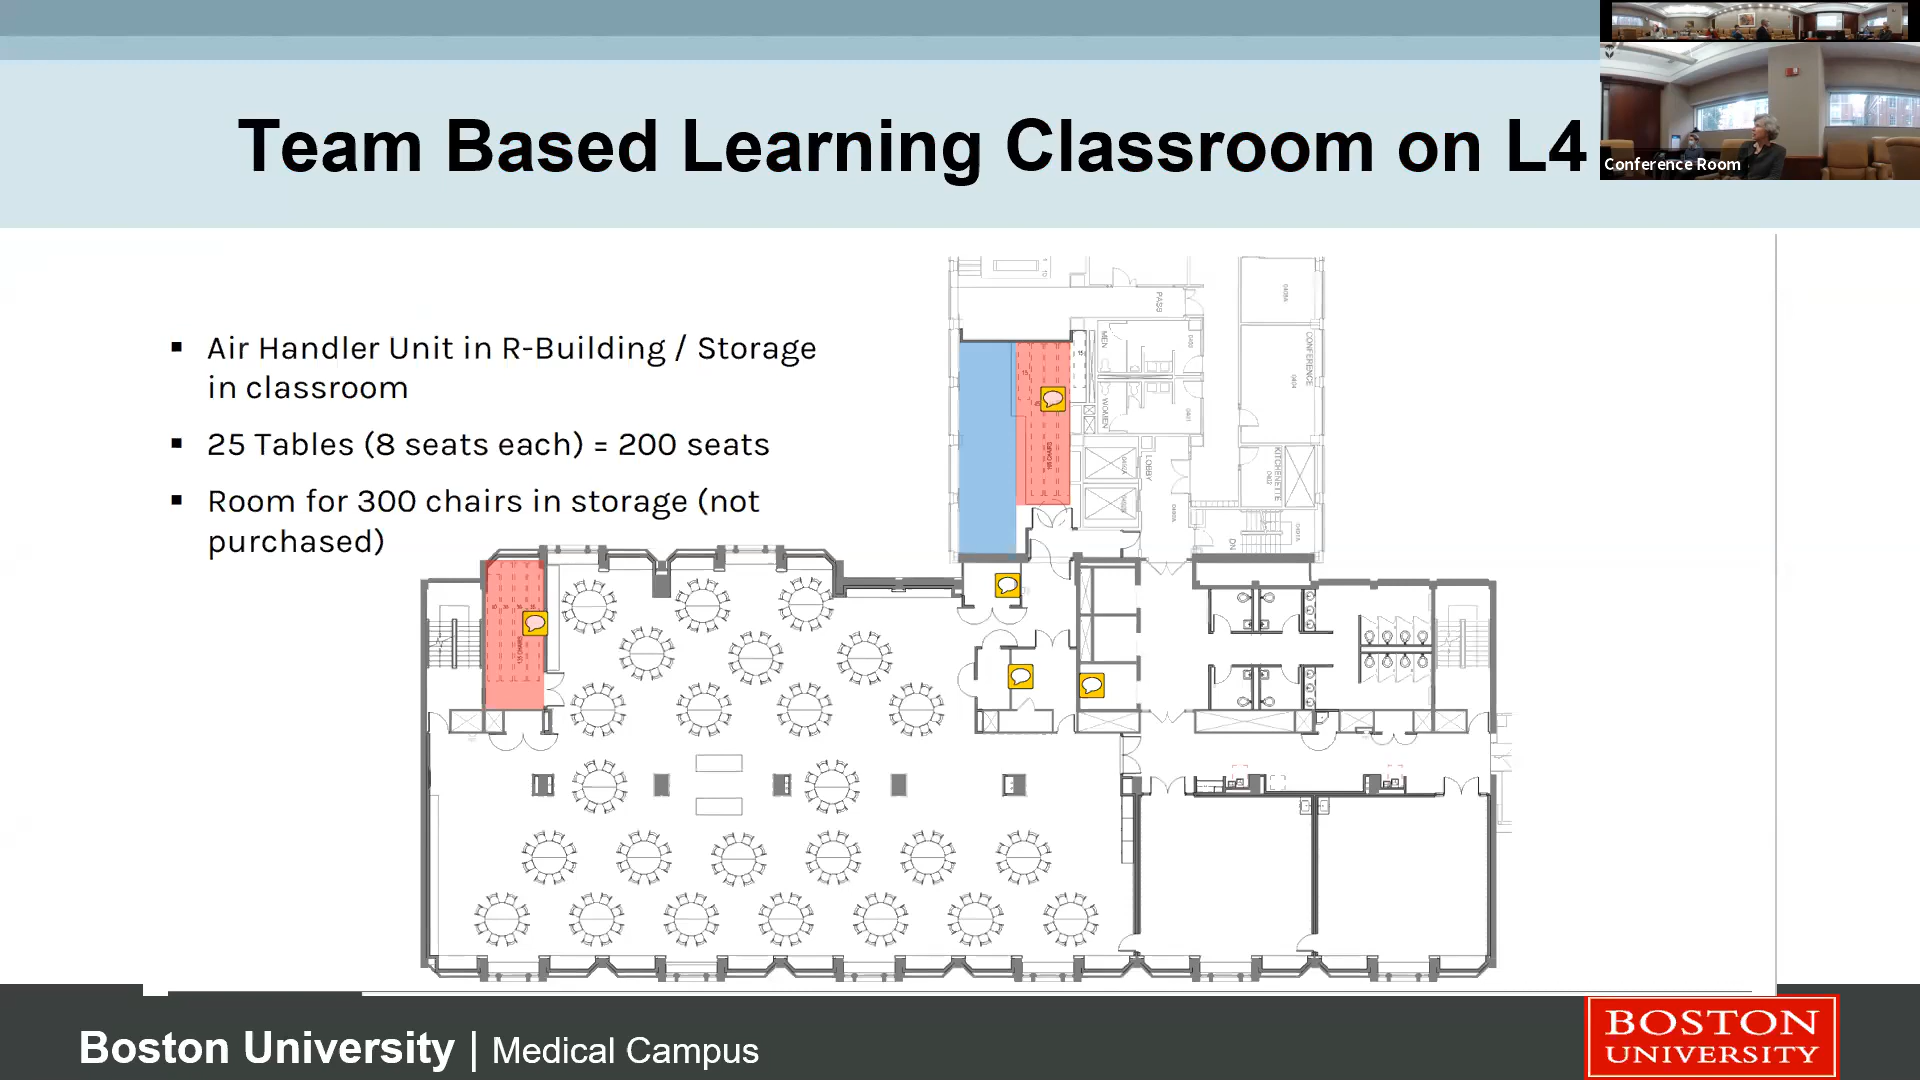 Team Based Learning Classroom on L4
Conference Room
▪ Air Handler Unit in R-Building / Storage
in classroom
▪ 25 Tables (8 seats each) = 200 seats
▪ Room for 300 chairs in storage (not
purchased)
PASS
MEN
WOMEN
LOBBY
CONFERENCE
KITCHENETTE
DN
Boston University | Medical Campus
BOSTON
UNIVERSITY